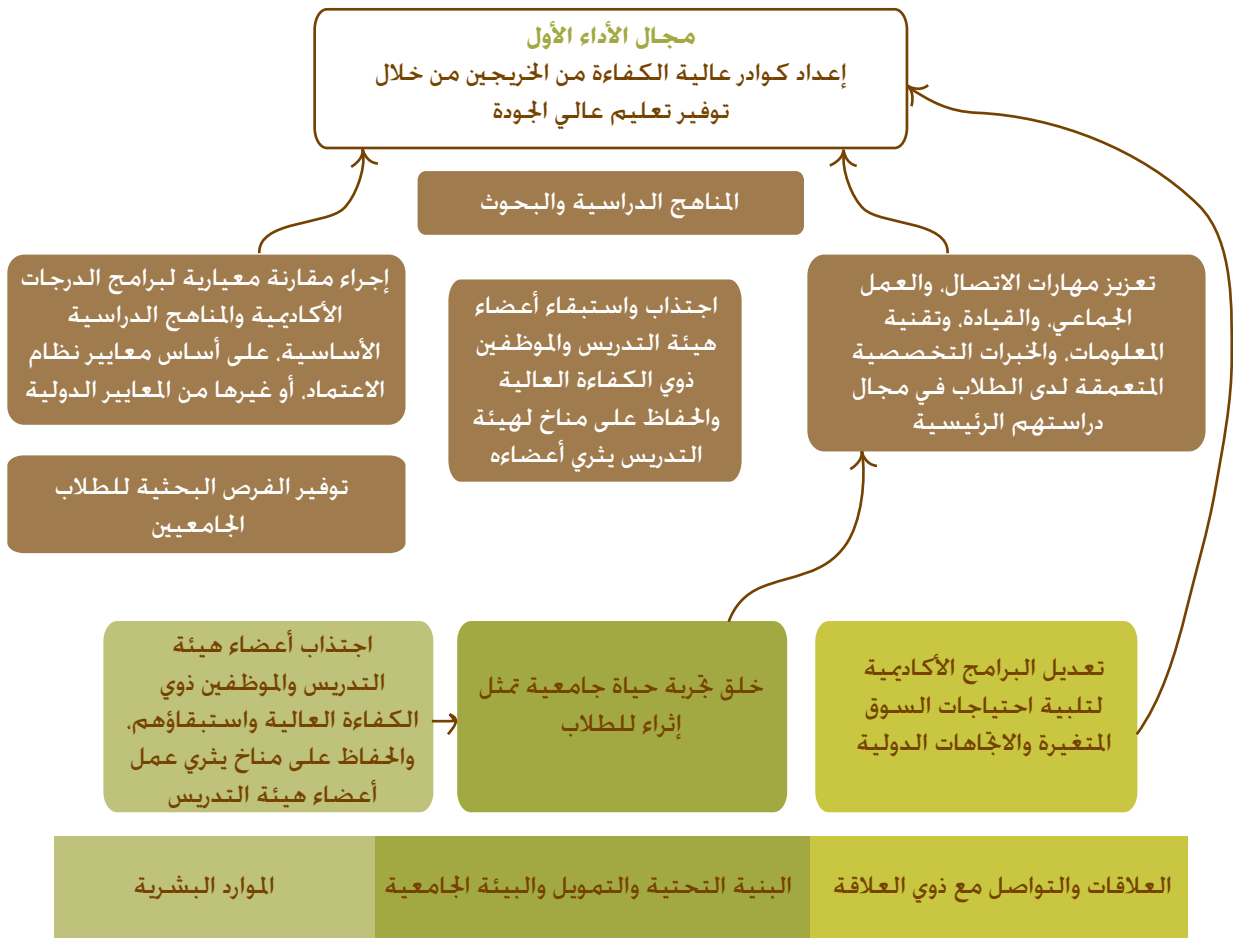 مجال الأداء الأول
إعداد كوادر عالية الكفاءة من الخريجين من خلال
توفير تعليم عالي الجودة
المناهج الدراسية والبحوث
تعزيز مهارات الاتصال، والعمل
الجماعي، والقيادة، وتقنية
المعلومات، والخبرات التخصصية
المتعمقة لدى الطلاب في مجال
دراستهم الرئيسية
اجتذاب واستبقاء أعضاء
هيئة التدريس والموظفين
ذوي الكفاءة العالية
والحفاظ على مناخ لهيئة
التدريس يثري أعضاءه
إجراء مقارنة معيارية لبرامج الدرجات
الأكاديمية والمناهج الدراسية
الأساسية، على أساس معايير نظام
الاعتماد، أو غيرها من المعايير الدولية
توفير الفرص البحثية للطلاب
الجامعيين
تعديل البرامج الأكاديمية
لتلبية احتياجات السوق
المتغيرة والاتجاهات الدولية
خلق تجربة حياة جامعية تمثل
إثراء للطلاب
اجتذاب أعضاء هيئة
التدريس والموظفين ذوي
الكفاءة العالية واستبقاؤهم،
والحفاظ على مناخ يثري عمل
أعضاء هيئة التدريس
العلاقات والتواصل مع ذوي العلاقة
البنية التحتية والتمويل والبيئة الجامعية
الموارد البشرية